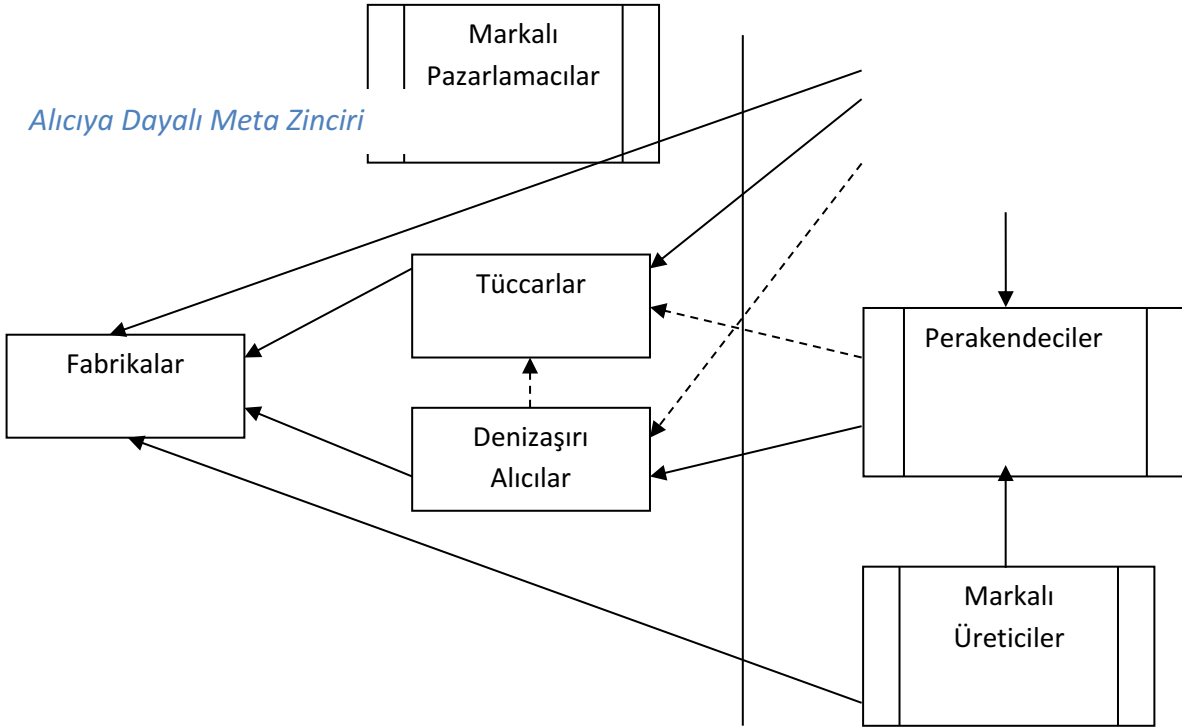 Markalı
Pazarlamacılar
Alıcıya Dayalı Meta Zinciri
Tüccarlar
Fabrikalar
Perakendeciler
Denizaşırı
Alıcılar
Markalı
Üreticiler